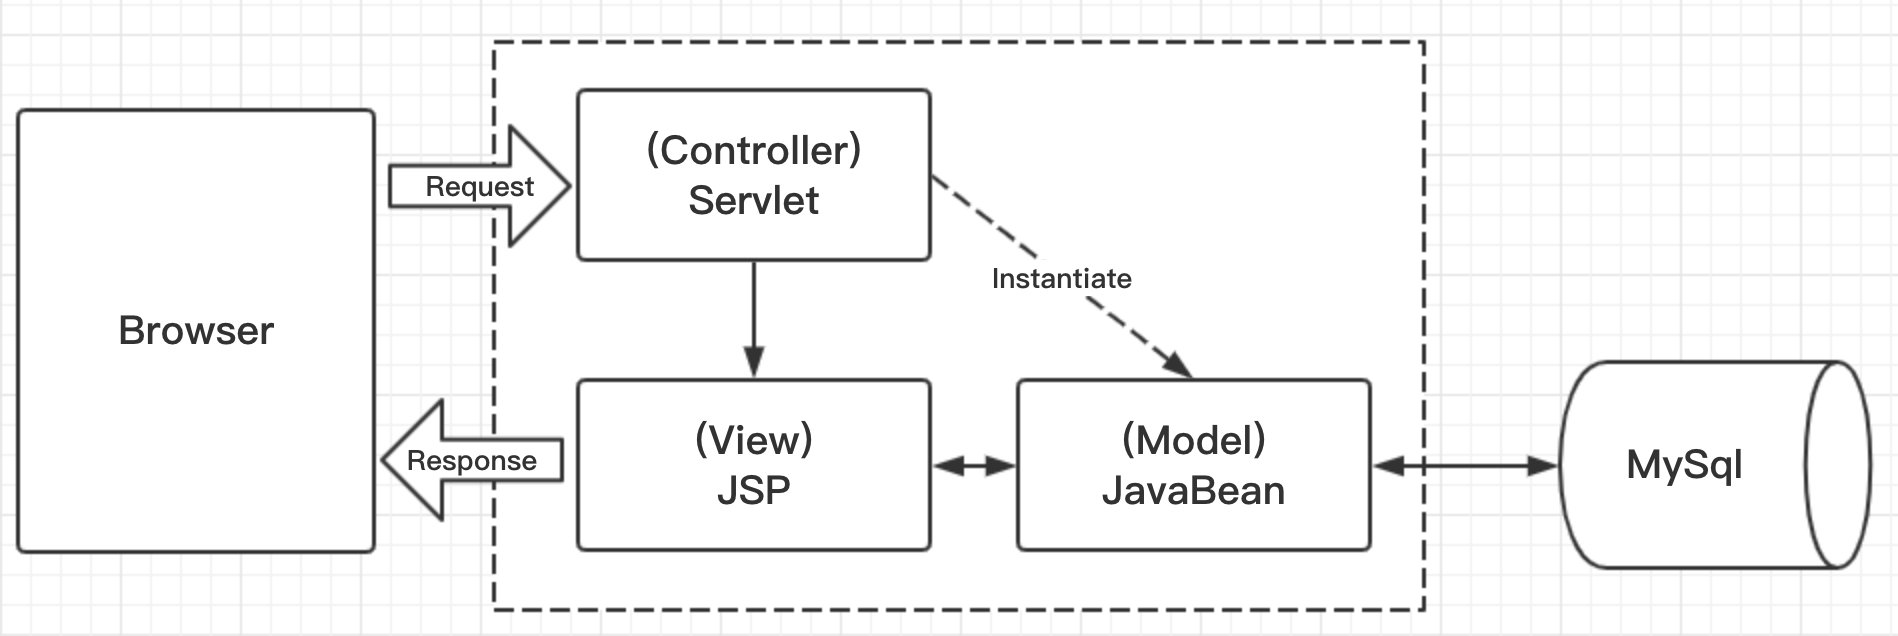 Browser
Request
(Controller)
Servlet
Instantiate
Response
(View)
JSP
(Model)
JavaBean
MySql